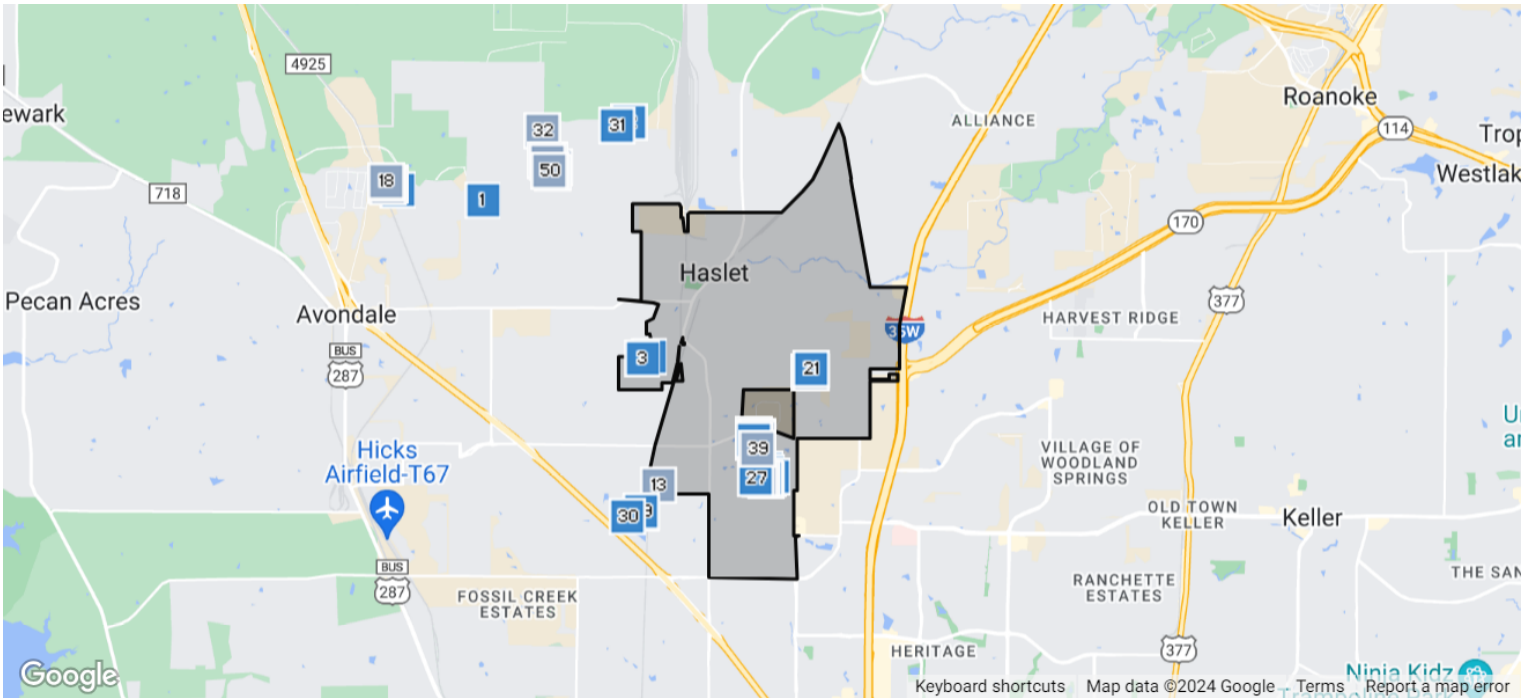 4925
ewark
Roanoke
32
31
ALLIANCE
114
Trop
50
Westlak
18
718
1
170
Haslet
Pecan Acres
377
Avondale
HARVEST RIDGE
35W
BUS
3
287
21
Hicks
Airfield-T67
39
VILLAGE OF
WOODLAND
SPRINGS
27
13
30
OLD TOWN
KELLER
Keller
BUS
287
FOSSIL CREEK
ESTATES
RANCHETTE
ESTATES
THE SAN
HERITAGE
377
Ninja Kidz
Google
Keyboard shortcuts
Map data ©2024 Google
Terms
Report a map error